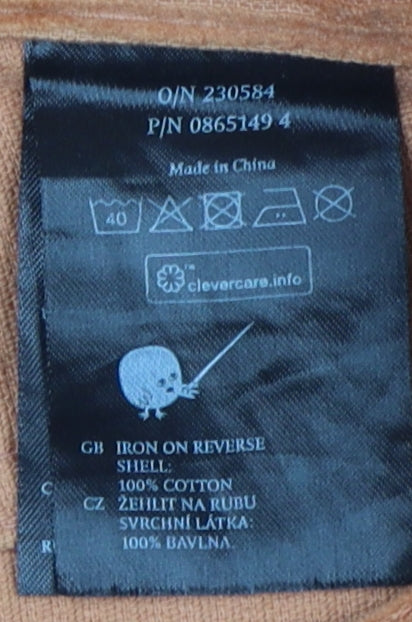 O/N 230584
P/N 0865149 4
Made in China
40
™
clevercare.info
GB IRON ON REVERSE
SHELL:
100% COTTON
C
CZ ŽEHLIT NA RUBU
SVRCHNÍ LÁTKA:
R 100% BAVLNA